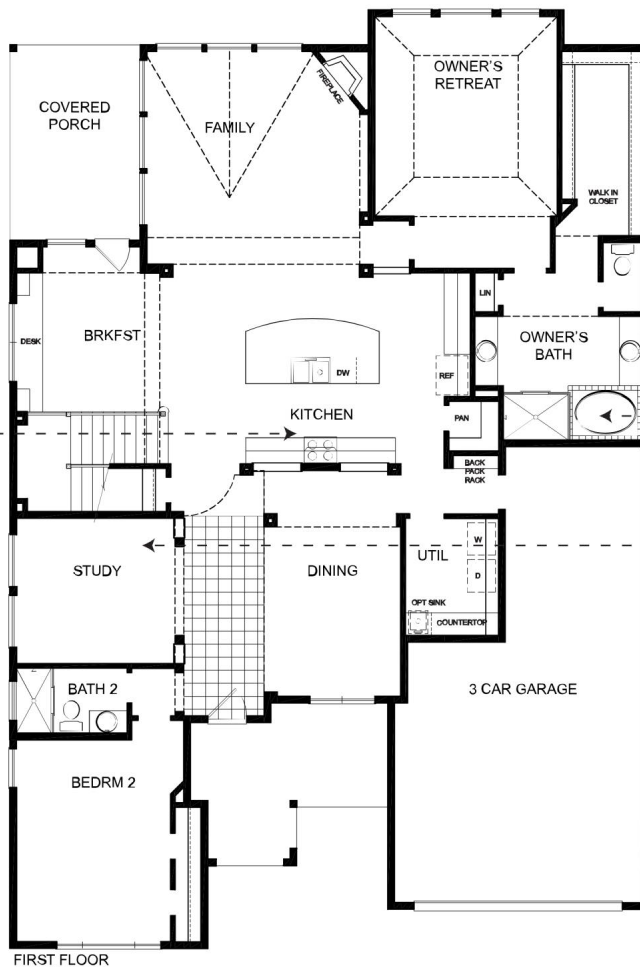 OWNER'S
RETREAT
COVERED
PORCH
FAMILY
FIREPLACE
WALK IN
CLOSET
LIN
BRKFST
DESK
OWNER'S
BATH
DW
REF
KITCHEN
PAN
BACK
PACK
RACK
STUDY
DINING
UTIL
W
D
OPT SINK
COUNTERTOP
BATH 2
3 CAR GARAGE
BEDRM 2
FIRST FLOOR